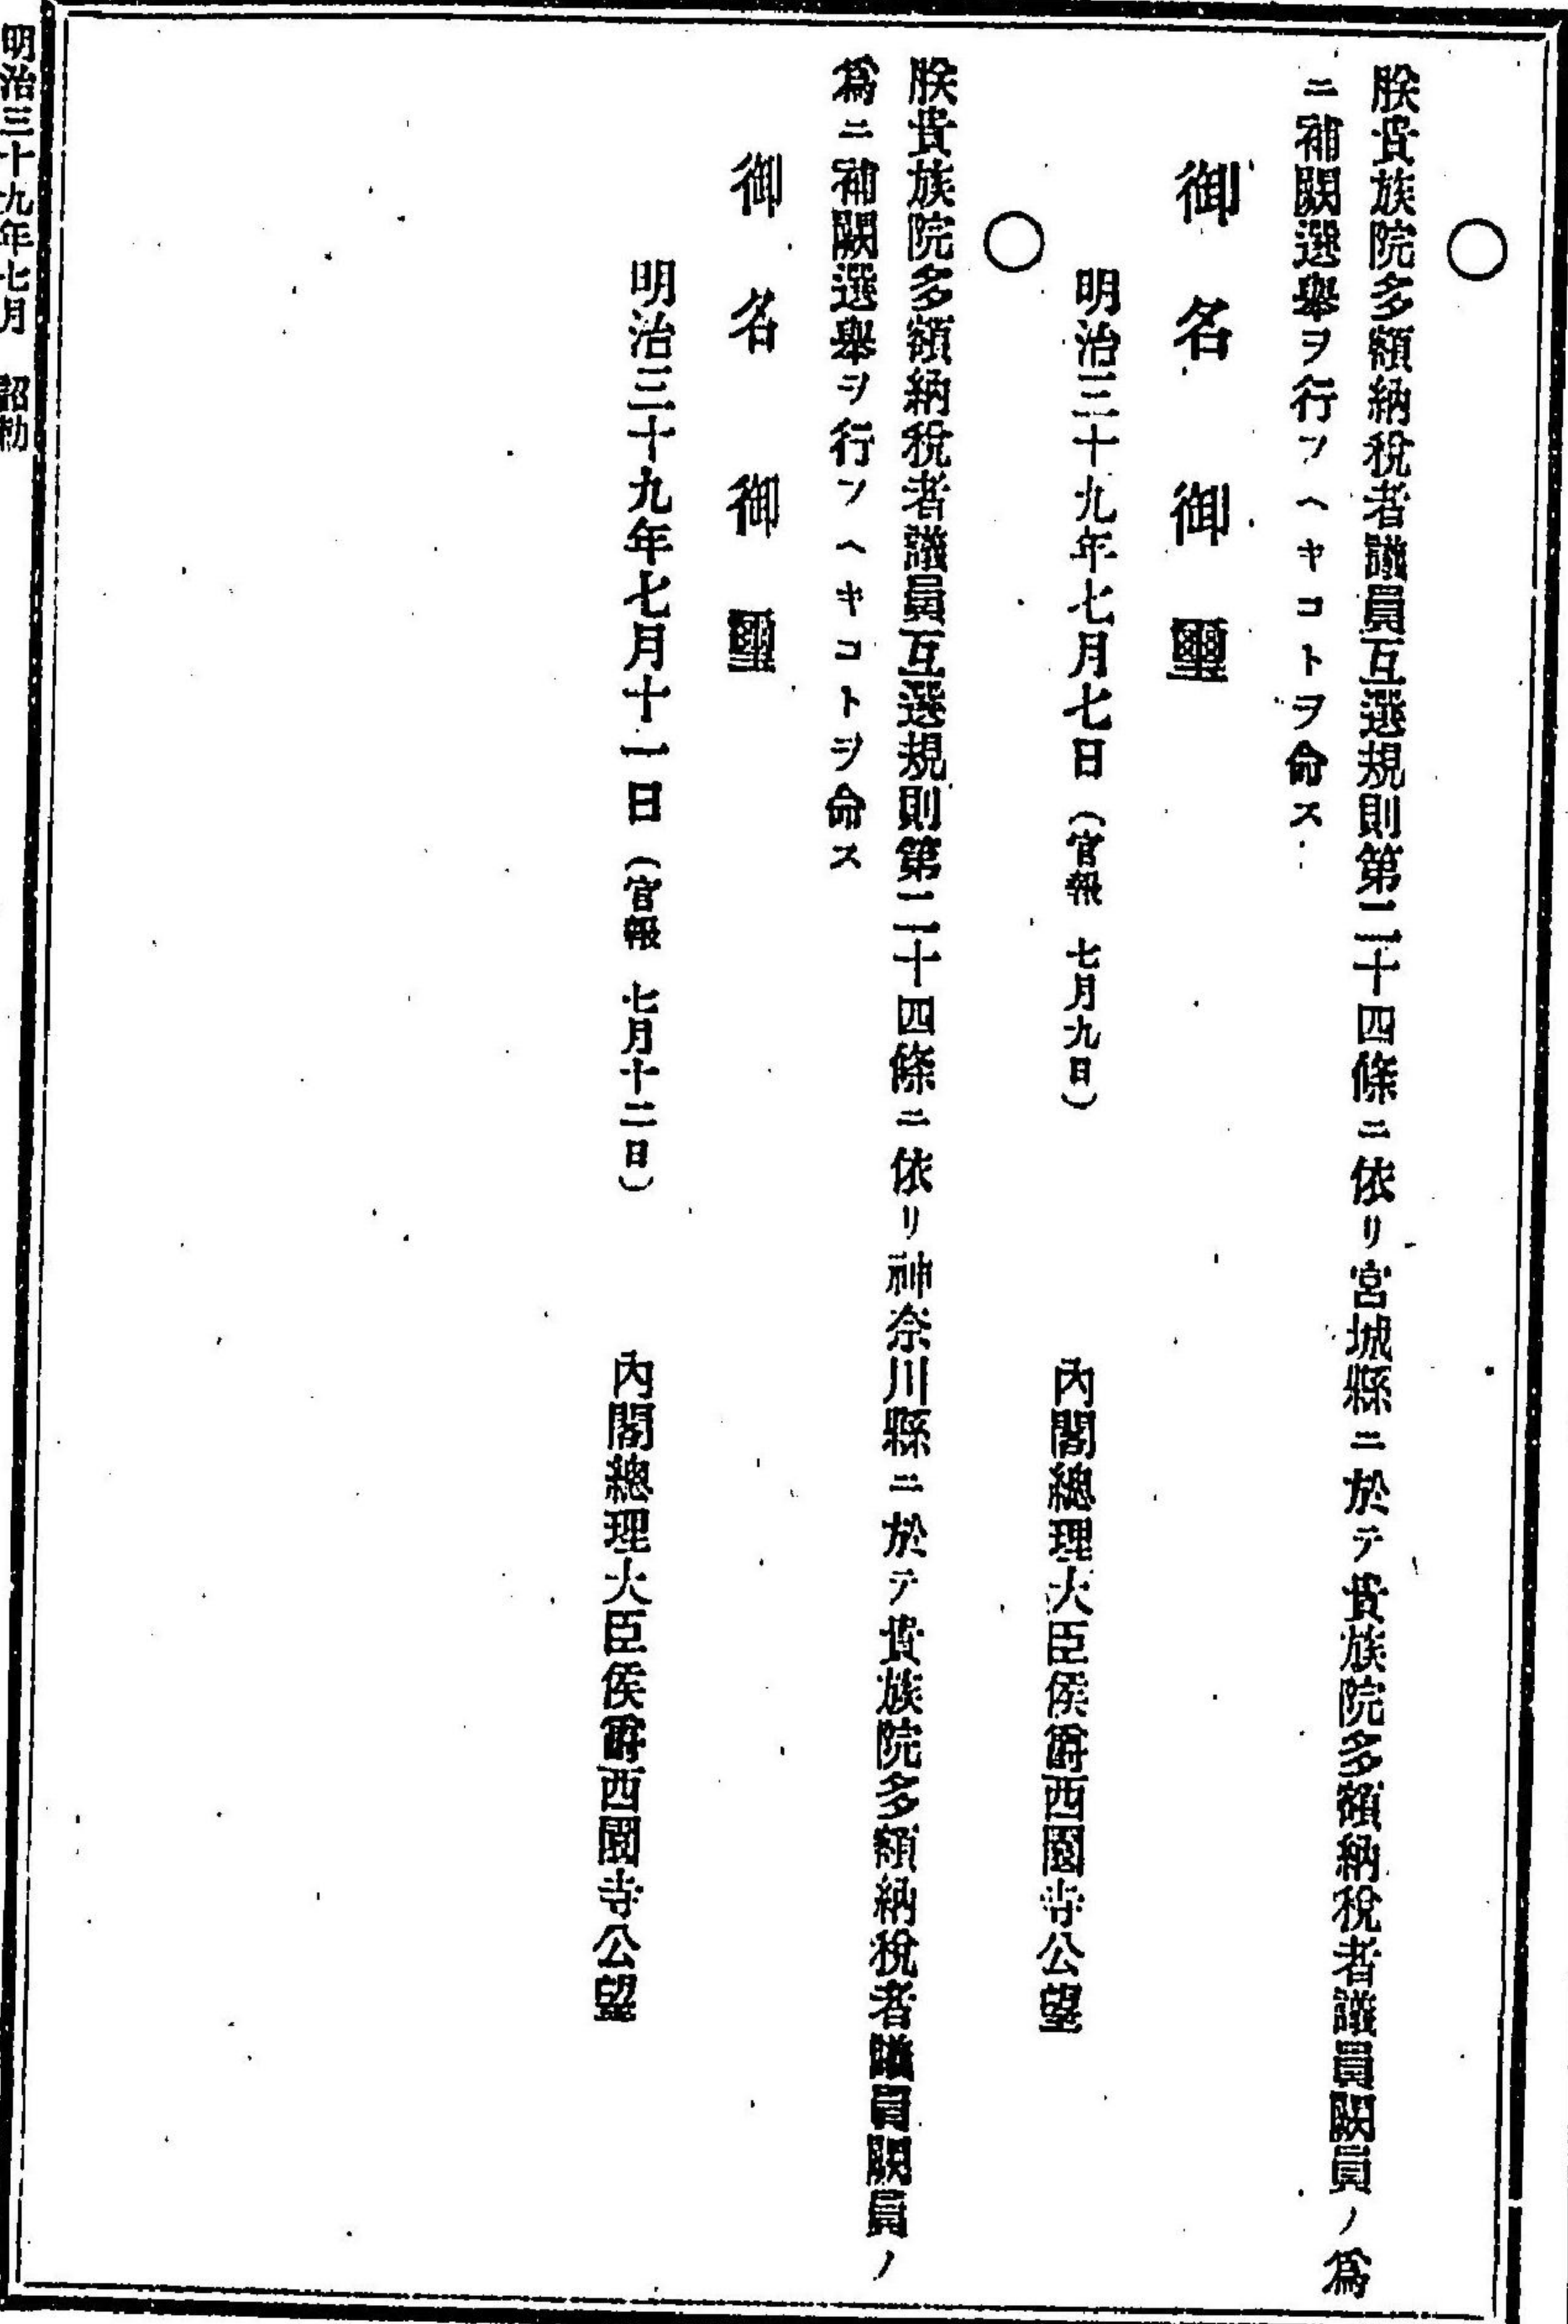 ○
朕貴族院多額納稅者議員互選規則第二十四條ニ依リ宮城縣ニ於テ貴族院多額納稅者議員闕員ノ爲
ニ補闕選舉ヲ行フヘキコトヲ命ス
御名御璽
明治三十九年七月七日（官報 七月九日）
內閣總理大臣侯爵西園寺公望
○
朕貴族院多額納稅者議員互選規則第二十四條ニ依リ神奈川縣ニ於テ貴族院多額納稅者議員闕員ノ
爲ニ補闕選舉ヲ行フヘキコトヲ命ス
御名御璽
明治三十九年七月十一日（官報 七月十二日）
內閣總理大臣侯爵西園寺公望
明治三十九年七月 詔勅